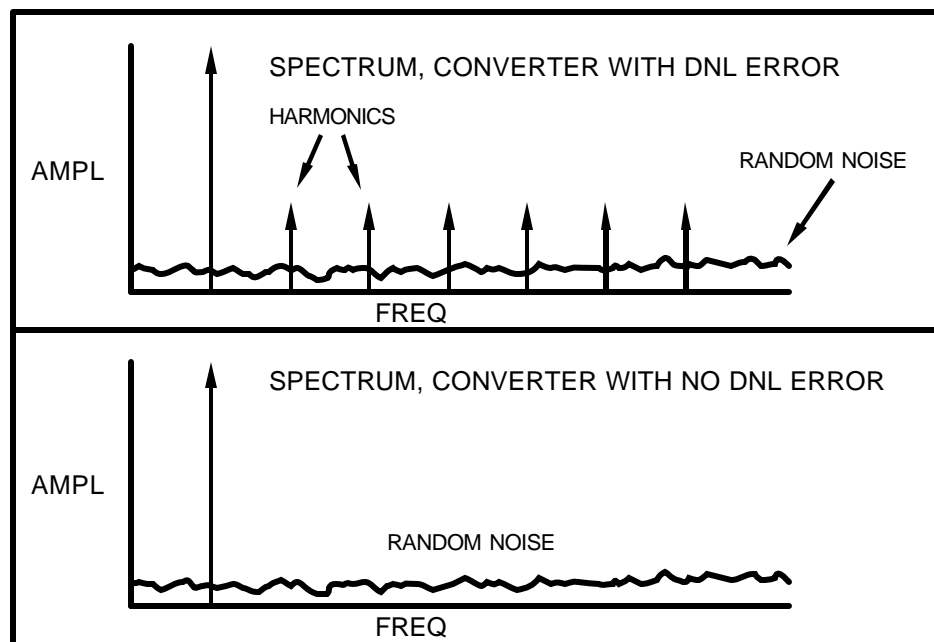 SPECTRUM, CONVERTER WITH DNL ERROR
HARMONICS
RANDOM NOISE
AMPL
FREQ
SPECTRUM, CONVERTER WITH NO DNL ERROR
AMPL
RANDOM NOISE
FREQ